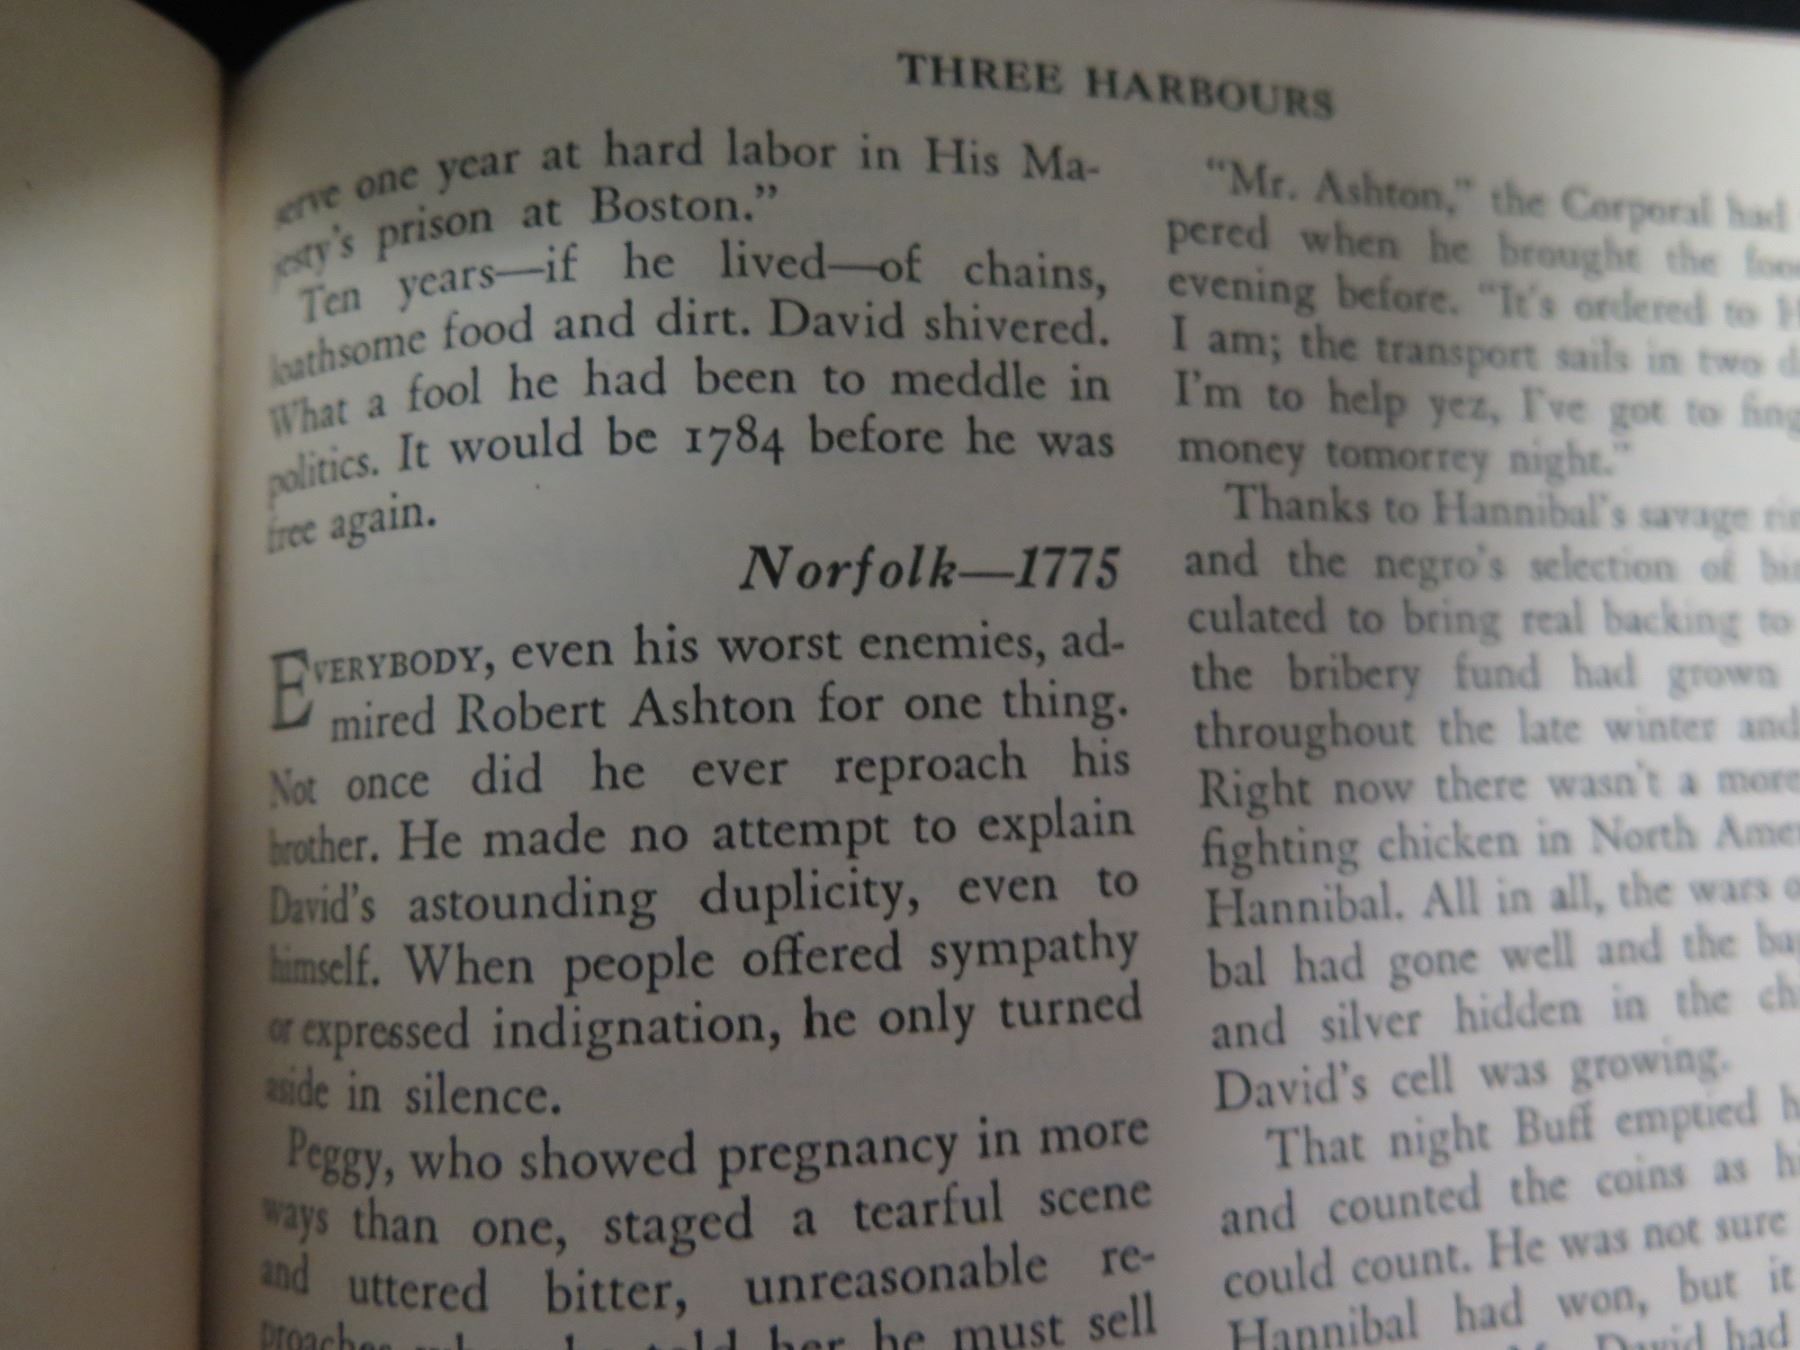 THREE HARBOURS
serve one year at hard labor in His Ma-
jesty's prison at Boston."
Ten years—if he lived—of chains,
loathsome food and dirt. David shivered.
What a fool he had been to meddle in
politics. It would be 1784 before he was
free again.
Norfolk—1775
EVERYBODY, even his worst enemies, ad-
mired Robert Ashton for one thing.
Not once did he ever reproach his
brother. He made no attempt to explain
David's astounding duplicity, even to
himself. When people offered sympathy
or expressed indignation, he only turned
aside in silence.
Peggy, who showed pregnancy in more
ways than one, staged a tearful scene
and uttered bitter, unreasonable re-
proaches when he told her he must sell
"Mr. Ashton," the Corporal had
pered when he brought the
evening before. "It's ordered to
I am; the transport sails in two
I'm to help yez, I've got to
money tomorrey night."
Thanks to Hannibal's savage
and the negro's selection of
culated to bring real backing to
the bribery fund had grown
throughout the late winter and
Right now there wasn't a more
fighting chicken in North
Hannibal. All in all, the wars
bal had gone well and the
and silver hidden in the
David's cell was growing.
That night Buff emptied
and counted the coins as
could count. He was not sure
Hannibal had won, but it
David had